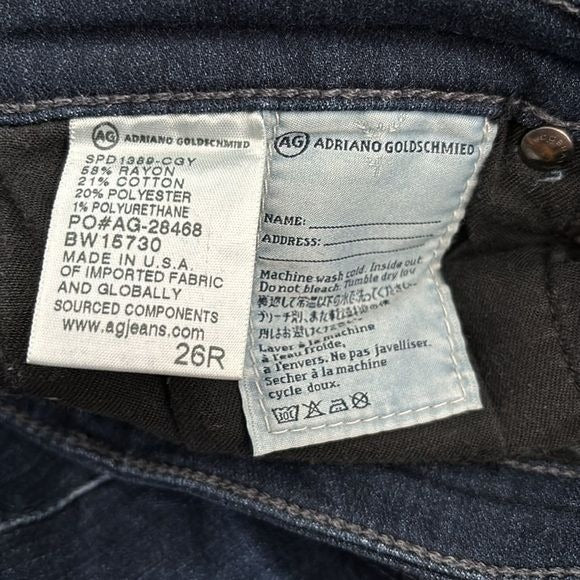 AG ADRIANO GOLDSCHMIED
SPD1389-CGY
58% RAYON
21% COTTON
20% POLYESTER
1% POLYURETHANE
PO#AG-28468
BW15730
MADE IN U.S.A.
OF IMPORTED FABRIC
AND GLOBALLY
SOURCED COMPONENTS
www.agjeans.com
26R
AG ADRIANO GOLDSCHMIED
NAME:
ADDRESS:
Machine wash cold. Inside out
Do not bleach. Tumble dry low
Laver à la machine
à l'eau froide,
à l'envers. Ne pas javelliser.
Sécher à la machine
cycle doux.